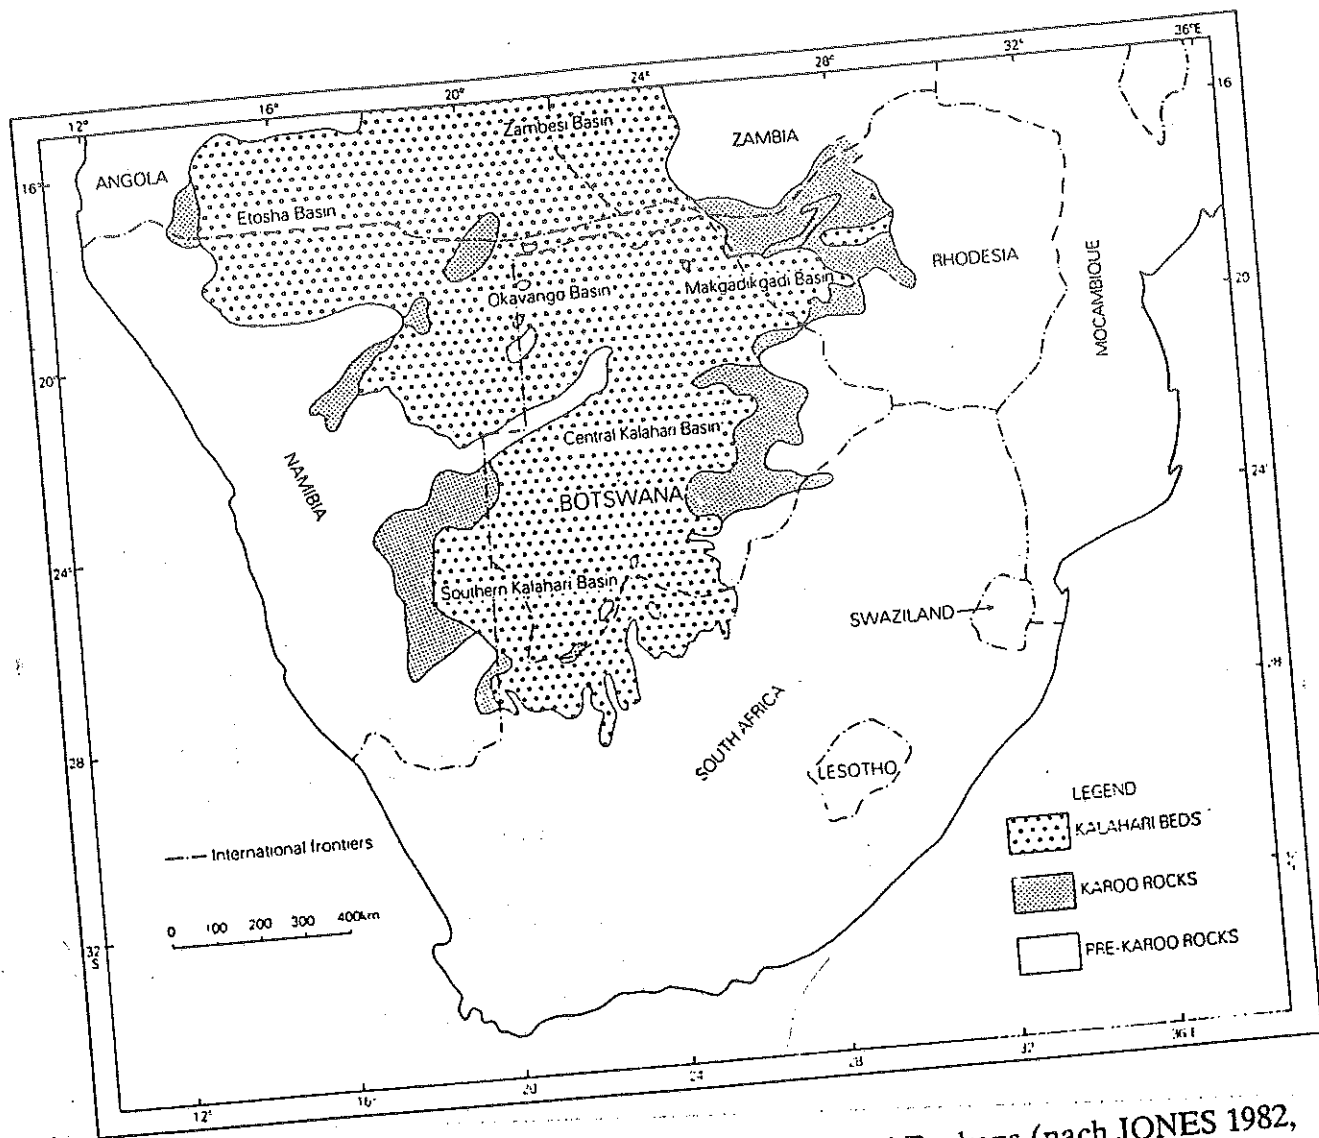 12° 16° 20° 24° 28° 32° 36°E
ZAMBIA
Zambesi Basin
ANGOLA
16° 16
Etosha Basin
RHODESIA
MOCAMBIQUE
Okavango Basin
Makgadikgadi Basin
20
20°
NAMIBIA
Central Kalahari Basin
24°
BOTSWANA
24°
Southern Kalahari Basin
SWAZILAND
SOUTH AFRICA
LESOTHO
28
LEGEND
KALAHARI BEDS
International frontiers
KAROO ROCKS
0 100 200 300 400km
32
S
PRE-KAROO ROCKS
12° 16° 20 24 28 32 36E
(nach JONES 1982,